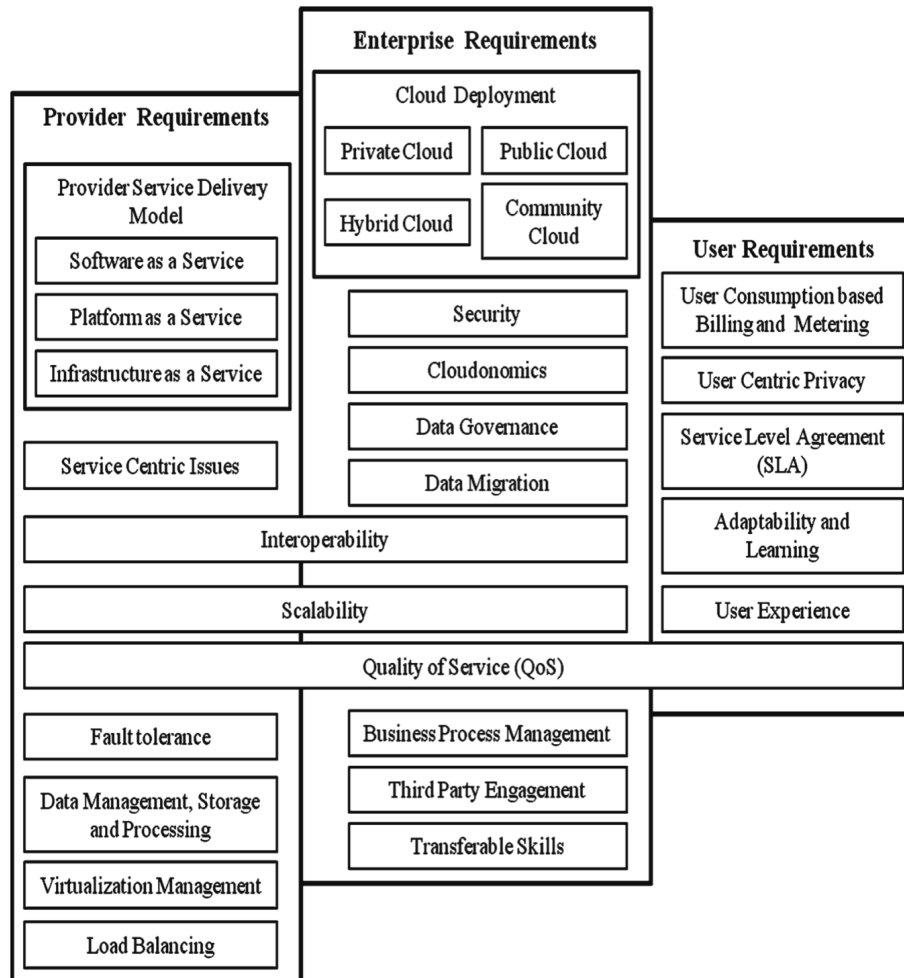 Provider Requirements
Provider Service Delivery
Model
Software as a Service
Platform as a Service
Infrastructure as a Service
Service Centric Issues
Enterprise Requirements
Cloud Deployment
Private Cloud
Public Cloud
Hybrid Cloud
Community
Cloud
Security
Cloudonomics
Data Governance
Data Migration
User Requirements
User Consumption based
Billing and Metering
User Centric Privacy
Service Level Agreement
(SLA)
Adaptability and
Learning
User Experience
Interoperability
Scalability
Quality of Service (QoS)
Fault tolerance
Data Management, Storage
and Processing
Virtualization Management
Load Balancing
Business Process Management
Third Party Engagement
Transferable Skills